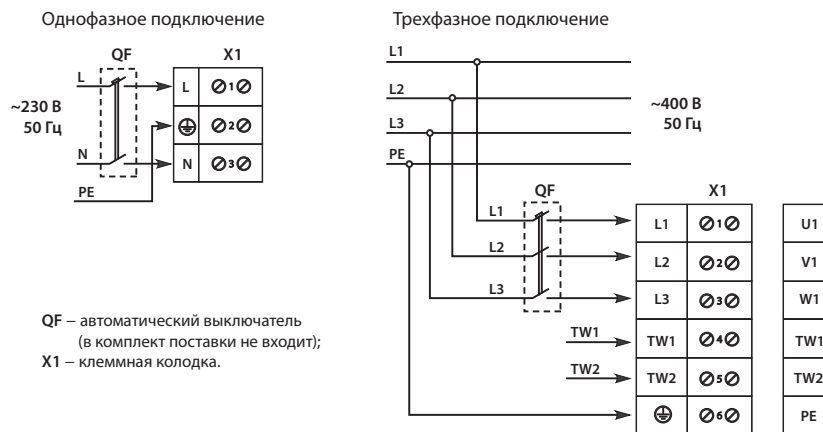 Однофазное подключение
QF
X1
L
~230 В
50 Гц
N
PE
L
1
2
N
3
QF – автоматический выключатель
(в комплект поставки не входит);
X1 – клеммная колодка.
Трехфазное подключение
L1
L2
L3
PE
~400 В
50 Гц
QF
X1
L1
L1
1
U1
L2
L2
2
V1
L3
L3
3
W1
TW1
TW1
4
TW1
TW2
TW2
5
TW2
6
PE